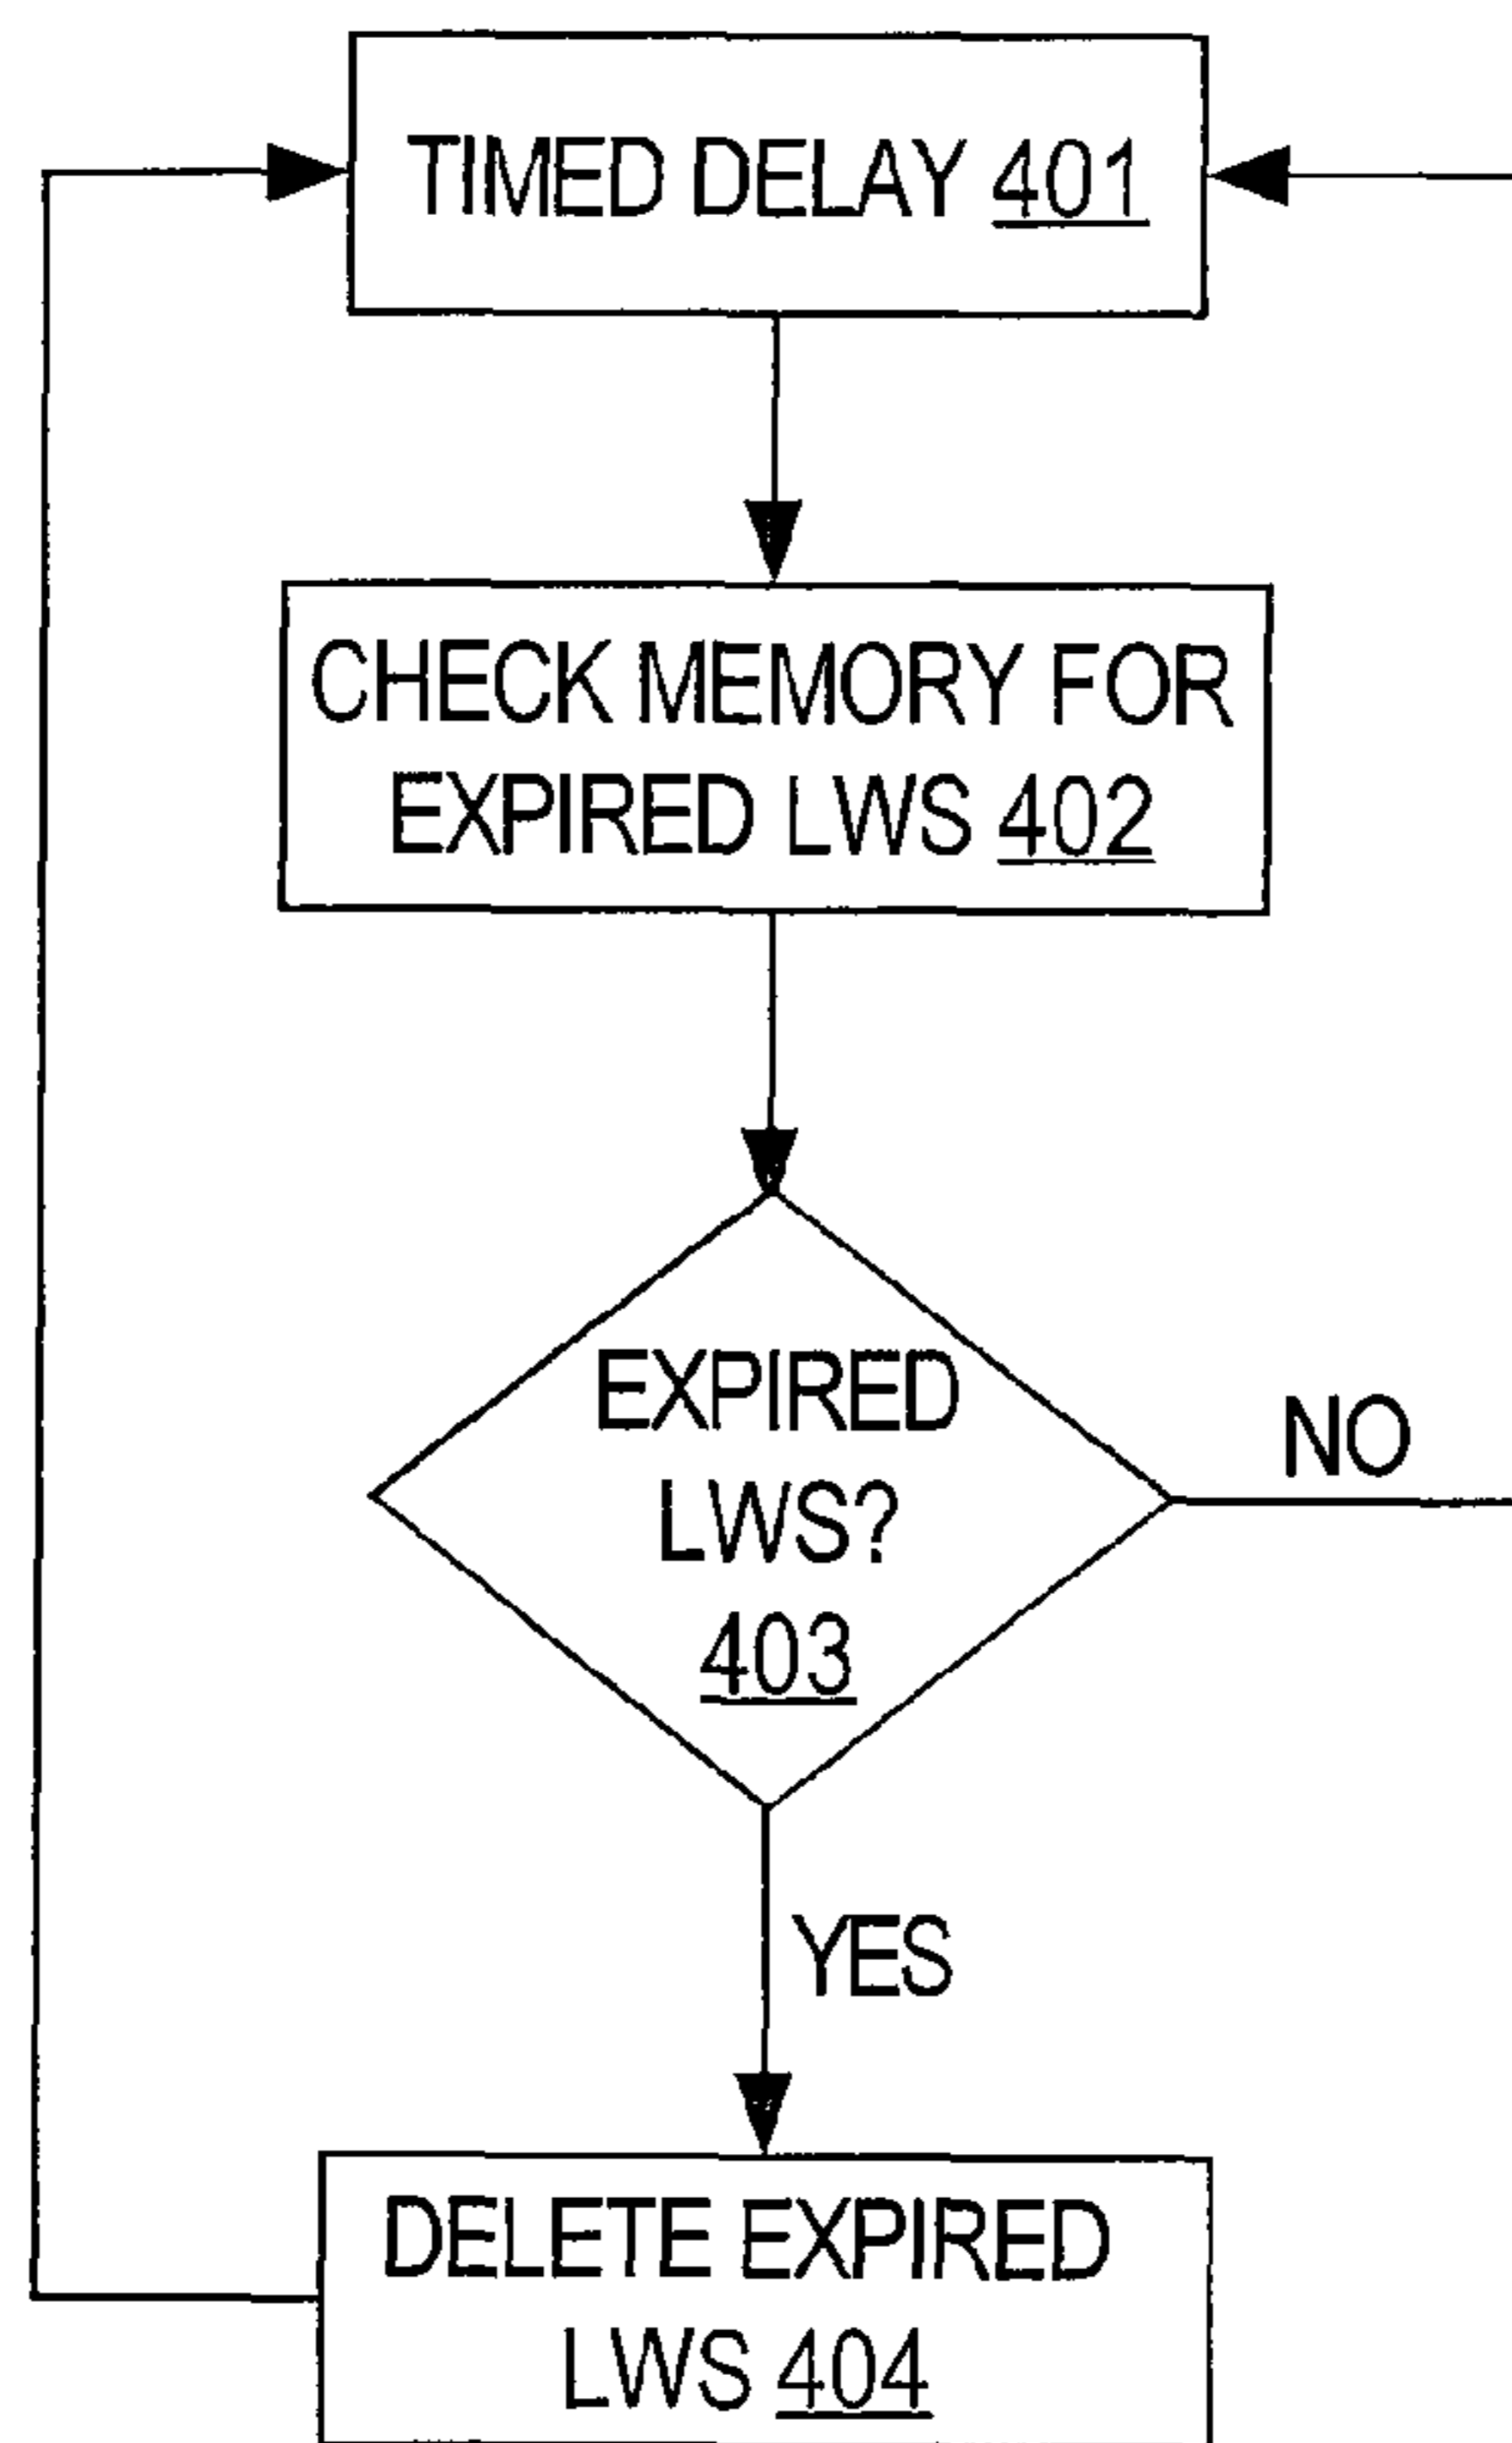 TIMED DELAY 401
CHECK MEMORY FOR
EXPIRED LWS 402
EXPIRED
LWS?
403
NO
YES
DELETE EXPIRED
LWS 404